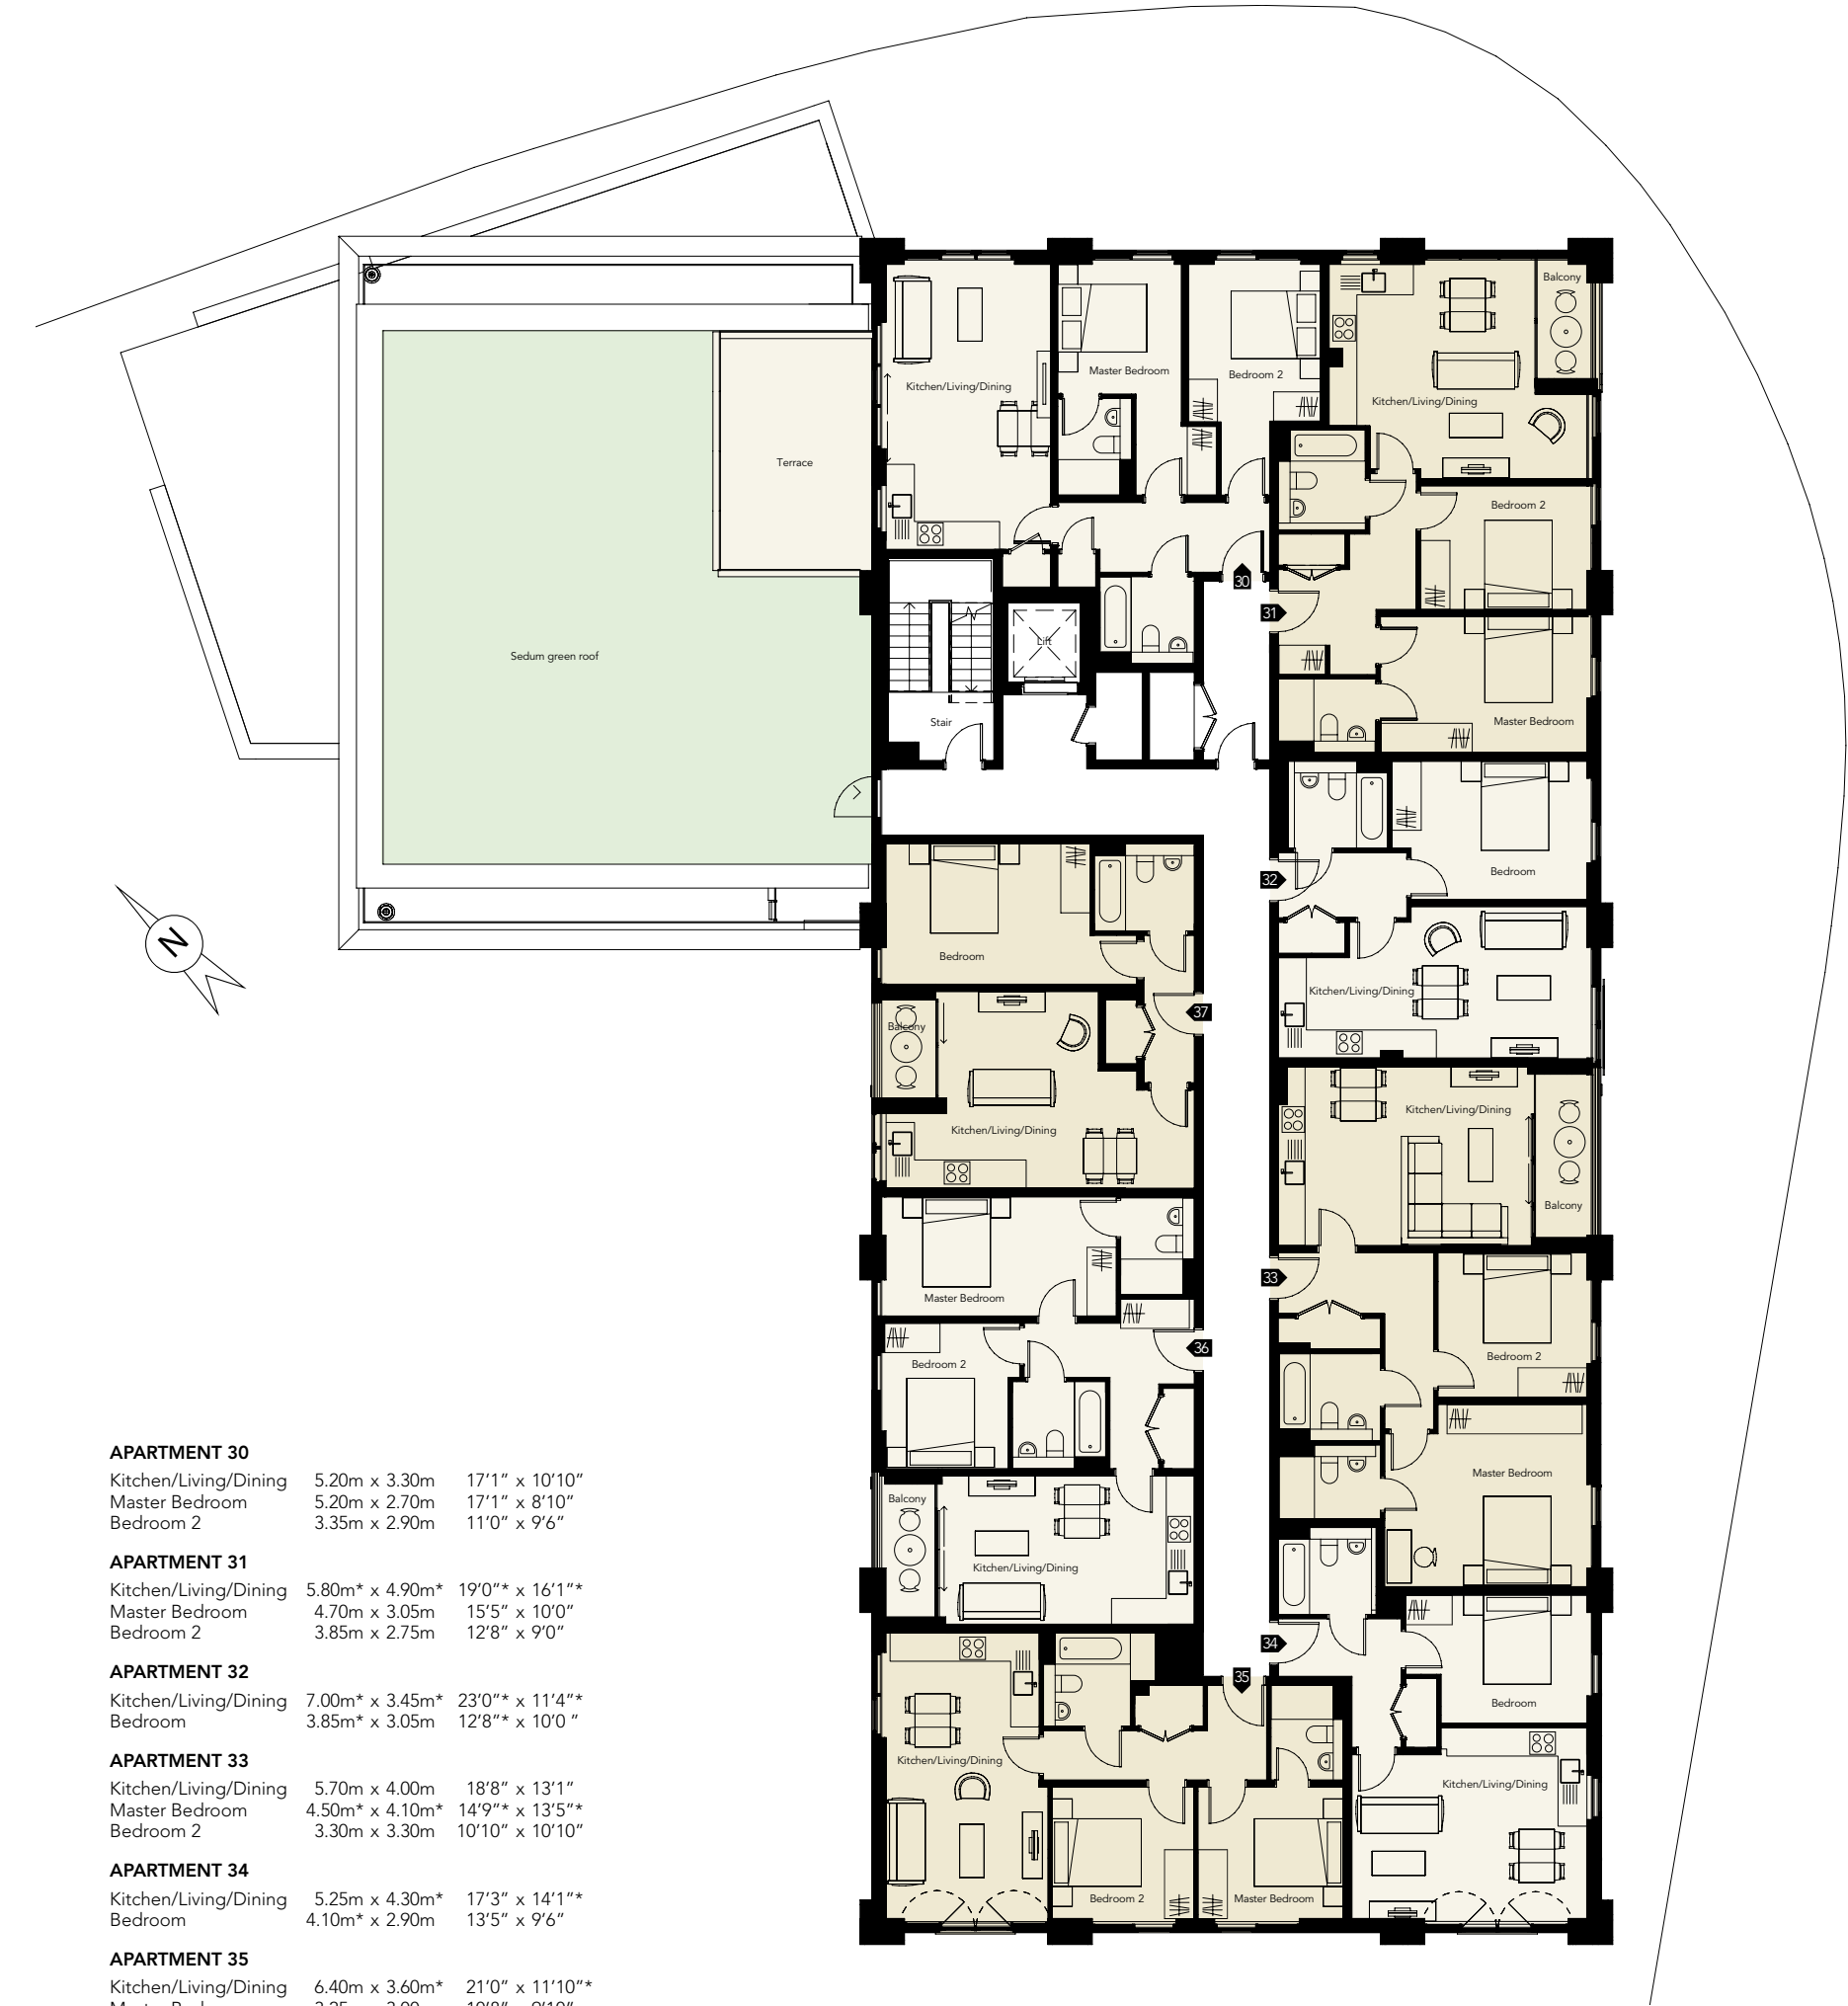 Balcony
Master Bedroom
Bedroom 2
Kitchen/Living/Dining
Kitchen/Living/Dining
Terrace
Bedroom 2
30
31
Lift
Sedum green roof
Stair
Master Bedroom
Bedroom
32
N
Bedroom
Kitchen/Living/Dining
37
Balcony
Kitchen/Living/Dining
Kitchen/Living/Dining
Balcony
33
Master Bedroom
36
Bedroom 2
Bedroom 2
Master Bedroom
Balcony
Kitchen/Living/Dining
34
35
Bedroom
Kitchen/Living/Dining
Kitchen/Living/Dining
Bedroom 2
Master Bedroom
APARTMENT 30
Kitchen/Living/Dining 5.20m x 3.30m 17’1” x 10’10”
Master Bedroom 5.20m x 2.70m 17’1” x 8’10”
Bedroom 2 3.35m x 2.90m 11’0” x 9’6”
APARTMENT 31
Kitchen/Living/Dining 5.80m* x 4.90m* 19’0”* x 16’1”*
Master Bedroom 4.70m x 3.05m 15’5” x 10’0”
Bedroom 2 3.85m x 2.75m 12’8” x 9’0”
APARTMENT 32
Kitchen/Living/Dining 7.00m* x 3.45m* 23’0”* x 11’4”*
Bedroom 3.85m* x 3.05m 12’8”* x 10’0 ”
APARTMENT 33
Kitchen/Living/Dining 5.70m x 4.00m 18’8” x 13’1”
Master Bedroom 4.50m* x 4.10m* 14’9”* x 13’5”*
Bedroom 2 3.30m x 3.30m 10’10” x 10’10”
APARTMENT 34
Kitchen/Living/Dining 5.25m x 4.30m* 17’3” x 14’1”*
Bedroom 4.10m* x 2.90m 13’5” x 9’6”
APARTMENT 35
Kitchen/Living/Dining 6.40m x 3.60m* 21’0” x 11’10”*